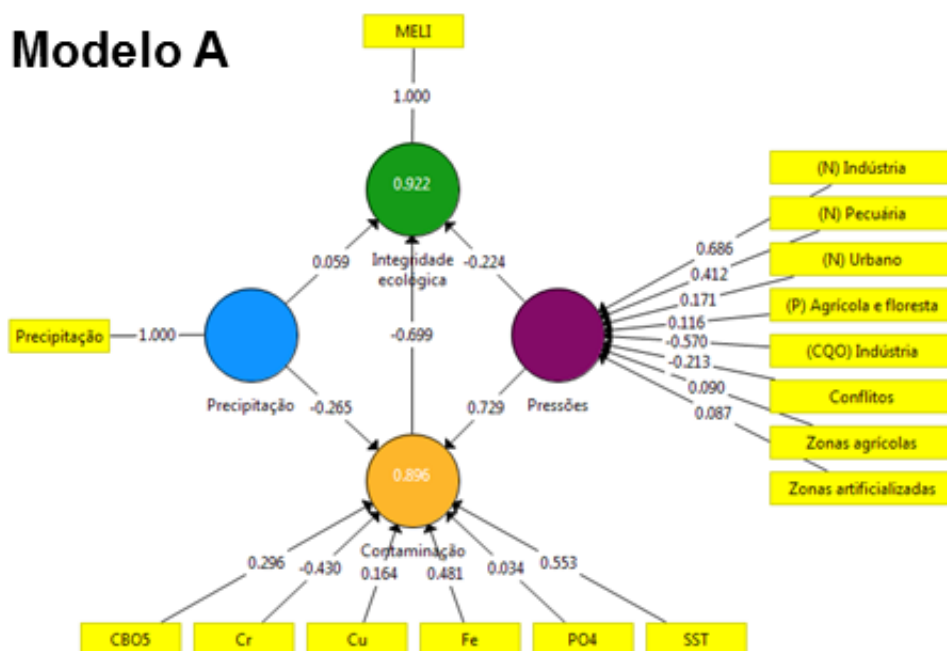 Modelo A
MELI
1.000
0.922
Integridade
ecológica
0.059
-0.224
-0.699
Precipitação
1.000
Precipitação
-0.265
Pressões
0.729
0.896
Contaminação
(N) Indústria
(N) Pecuária
(N) Urbano
(P) Agrícola e floresta
(CQO) Indústria
Conflitos
Zonas agrícolas
Zonas artificializadas
0.686
0.412
0.171
0.116
-0.570
-0.213
0.090
0.087
0.296
-0.430
0.164
0.481
0.034
0.553
CBO5
Cr
Cu
Fe
PO4
SST